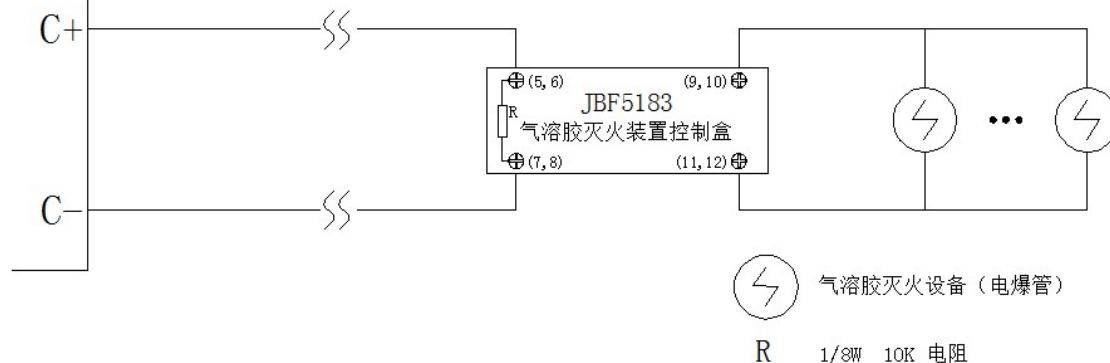 C+
(5,6)
(9,10)
JBF5183
R
气溶胶灭火装置控制盒
(7,8)
(11,12)
C-
气溶胶灭火设备（电爆管）
R 1/8W 10K 电阻